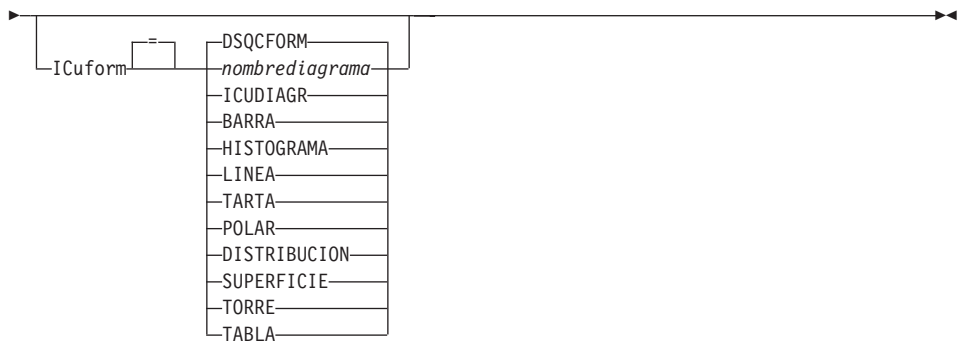 =
DSQCFORM
ICuform nombrediagrama
ICUDIAGR
BARRA
HISTOGRAMA
LINEA
TARTA
POLAR
DISTRIBUCION
SUPERFICIE
TORRE
TABLA